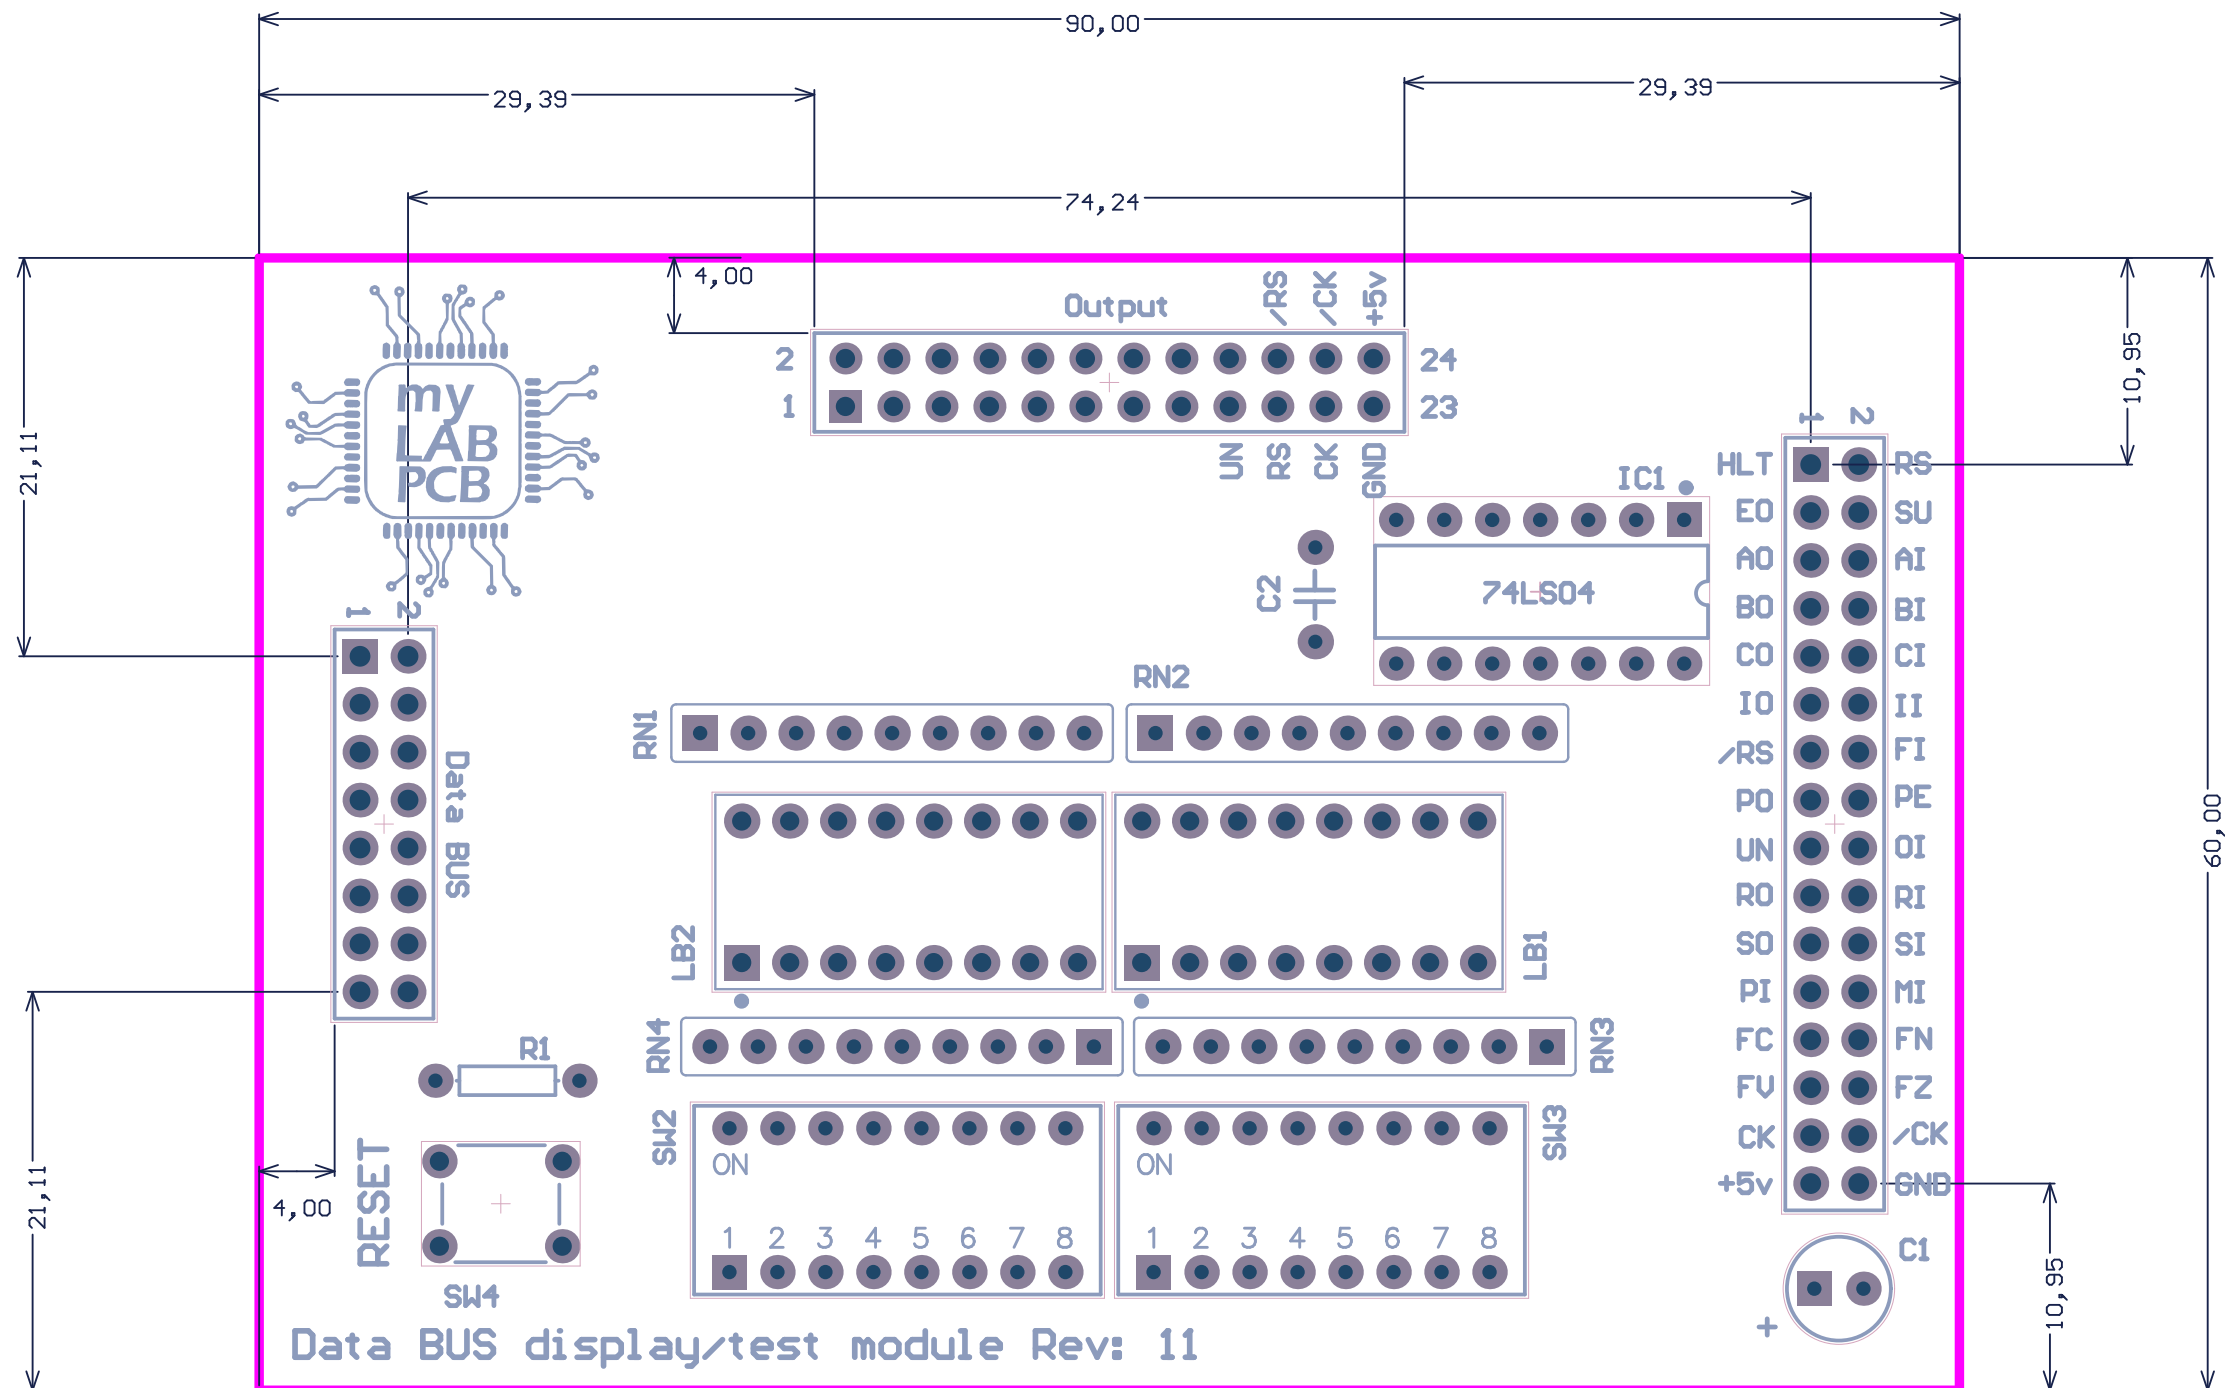 90,00
29,39
29,39
74,24
4,00
21,11
10,95
60,00
my
LAB
PCB
Output
/RS
/CK
+5v
2
24
1
23
UN
RS
CK
GND
1
2
HLT
RS
EO
SU
AO
AI
BO
BI
CO
CI
IO
II
/RS
FI
PO
PE
UN
OI
RO
RI
SO
SI
PI
MI
FC
FN
FV
FZ
CK
/CK
+5v
GND
IC1
74LS04
C2
1
2
Data BUS
RN1
RN2
LB2
LB1
RN4
RN3
R1
SW2
SW3
ON
ON
1 2 3 4 5 6 7 8
1 2 3 4 5 6 7 8
RESET
SW4
21,11
4,00
10,95
C1
+
Data BUS display/test module Rev: 11